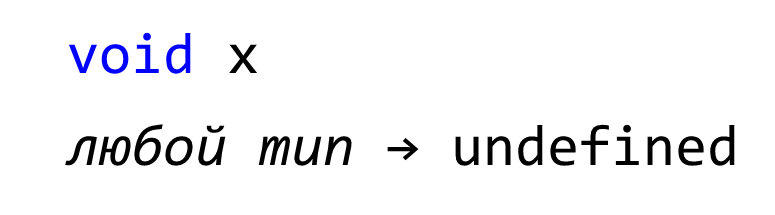 void x
любой тип → undefined